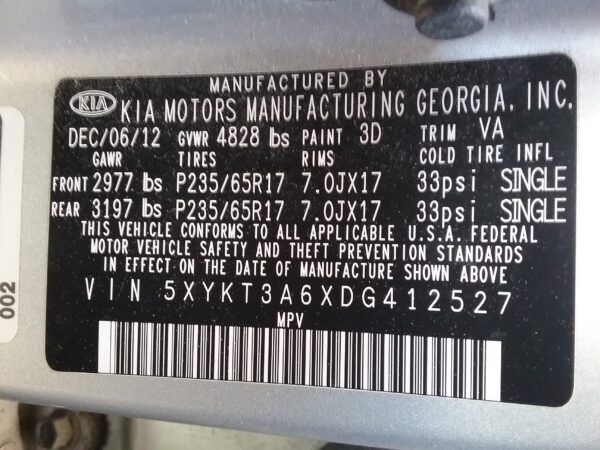 MANUFACTURED BY
KIA KIA MOTORS MANUFACTURING GEORGIA, INC.
DEC/06/12 GVWR 4828 lbs PAINT 3D TRIM VA
GAWR TIRES RIMS COLD TIRE INFL
FRONT 2977 lbs P235/65R17 7.0JX17 33psi SINGLE
REAR 3197 lbs P235/65R17 7.0JX17 33psi SINGLE
THIS VEHICLE CONFORMS TO ALL APPLICABLE U.S.A. FEDERAL
MOTOR VEHICLE SAFETY AND THEFT PREVENTION STANDARDS
IN EFFECT ON THE DATE OF MANUFACTURE SHOWN ABOVE
VIN 5XYKT3A6XDG412527
MPV
002